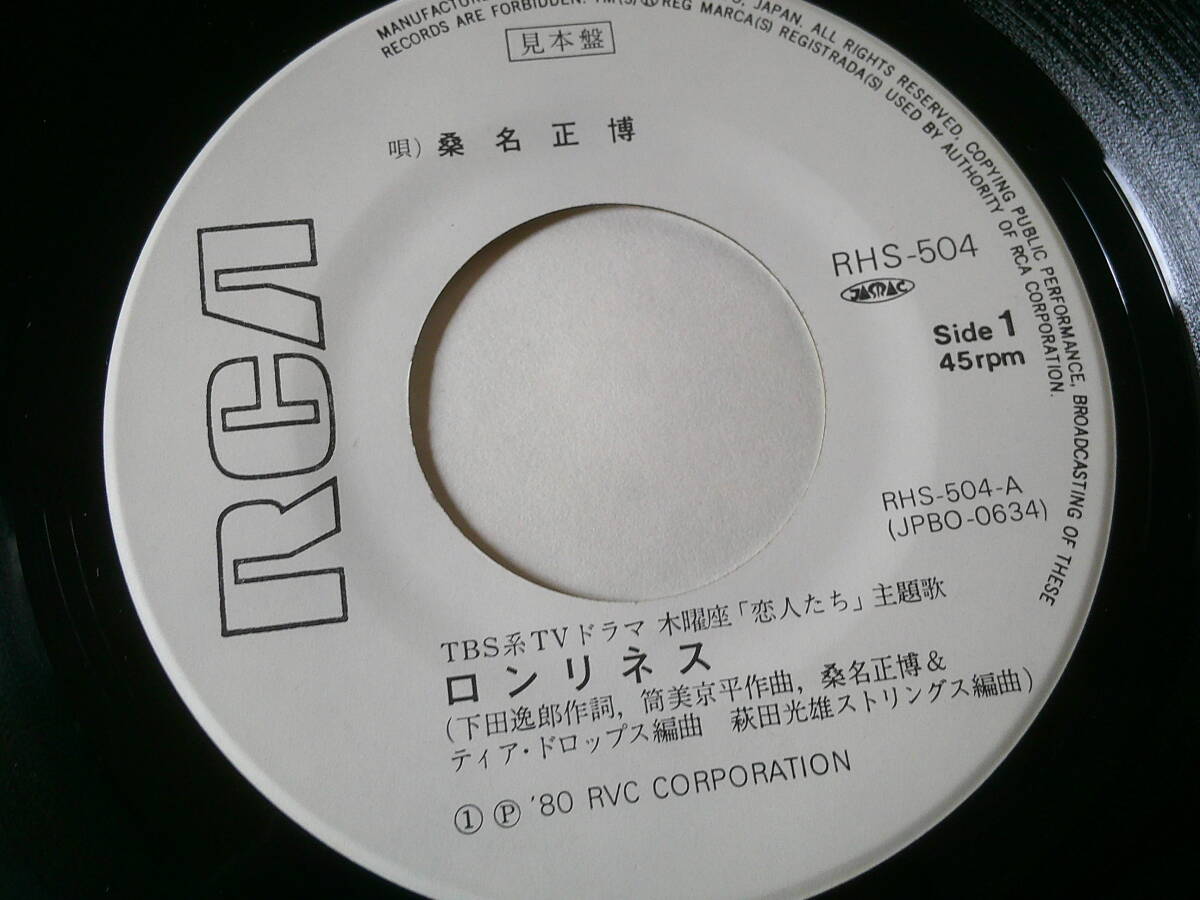 JAPAN. ALL RIGHTS RESERVED, COPYING PUBLIC PERFORMANCE, BROADCASTING OF THESE
RECORDS ARE FORBIDDEN. REG MARCA(S) REGISTRADA(S) USED BY AUTHORITY OF RCA CORPORATION.
見本盤
唄) 桑名正博
RCA
RHS-504
JASRAC
Side 1
45rpm
RHS-504-A
(JPBO-0634)
TBS系TVドラマ 木曜座「恋人たち」主題歌
ロンリネス
(下田逸郎作詞, 筒美京平作曲, 桑名正博&
ティア・ドロップス編曲 萩田光雄ストリングス編曲)
① Ⓟ '80 RVC CORPORATION